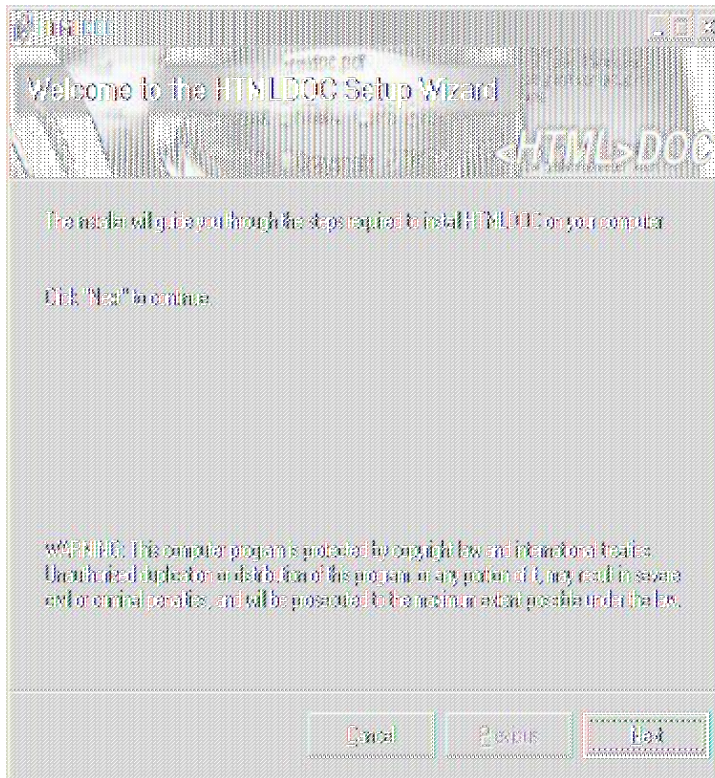 HTMLDOC
Welcome to the HTMLDOC Setup Wizard
<HTML>DOC
The installer will guide you through the steps required to install HTMLDOC on your computer.
Click "Next" to continue.
WARNING: This computer program is protected by copyright law and international treaties.
Unauthorized duplication or distribution of this program, or any portion of it, may result in severe
civil or criminal penalties, and will be prosecuted to the maximum extent possible under the law.
Cancel
Previous
Next